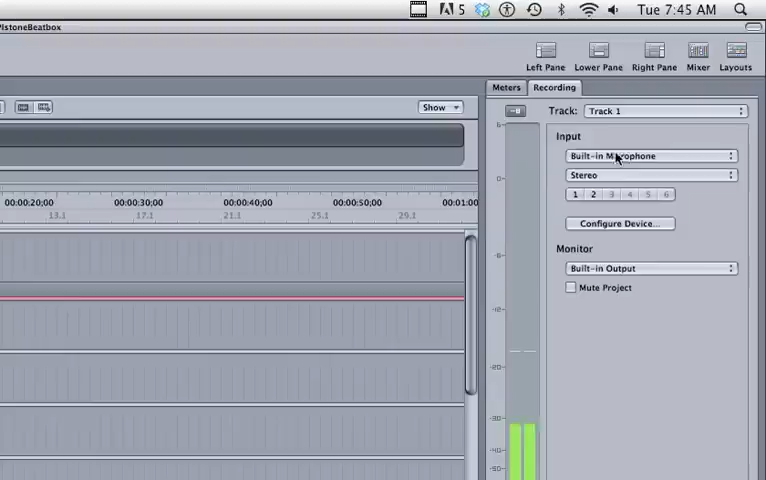 5 Tue 7:45 AM
PistoneBeatbox
Left Pane Lower Pane Right Pane Mixer Layouts
Meters Recording
Show
Track: Track 1
Input
Built-in Microphone
Stereo
1 2 3 4 5 6
Configure Device...
Monitor
Built-in Output
Mute Project
00:00:20;00 00:00:30;00 00:00:40;00 00:00:50;00 00:01:00
13.1 17.1 21.1 25.1 29.1
6
0
-6
-12
-20
-30
-40
-50